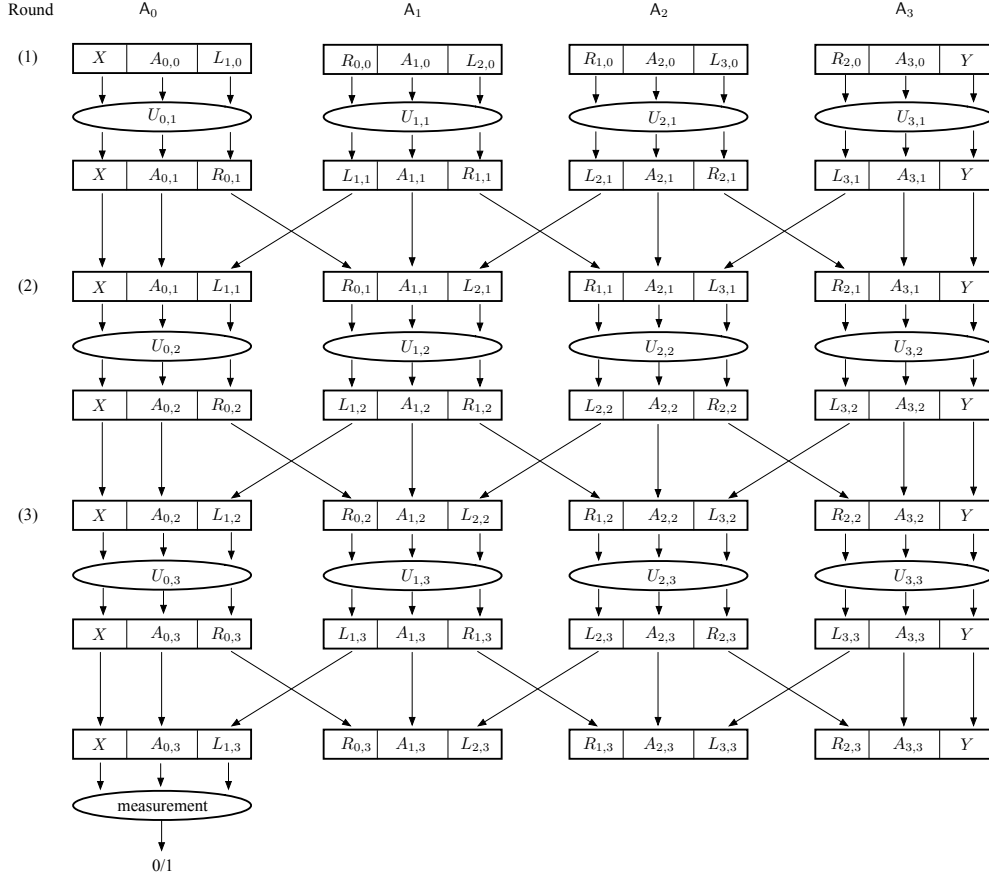 Round A₀ A₁ A₂ A₃
(1) X A₀,₀ L₁,₀ R₀,₀ A₁,₀ L₂,₀ R₁,₀ A₂,₀ L₃,₀ R₂,₀ A₃,₀ Y
U₀,₁ U₁,₁ U₂,₁ U₃,₁
X A₀,₁ R₀,₁ L₁,₁ A₁,₁ R₁,₁ L₂,₁ A₂,₁ R₂,₁ L₃,₁ A₃,₁ Y
(2) X A₀,₁ L₁,₁ R₀,₁ A₁,₁ L₂,₁ R₁,₁ A₂,₁ L₃,₁ R₂,₁ A₃,₁ Y
U₀,₂ U₁,₂ U₂,₂ U₃,₂
X A₀,₂ R₀,₂ L₁,₂ A₁,₂ R₁,₂ L₂,₂ A₂,₂ R₂,₂ L₃,₂ A₃,₂ Y
(3) X A₀,₂ L₁,₂ R₀,₂ A₁,₂ L₂,₂ R₁,₂ A₂,₂ L₃,₂ R₂,₂ A₃,₂ Y
U₀,₃ U₁,₃ U₂,₃ U₃,₃
X A₀,₃ R₀,₃ L₁,₃ A₁,₃ R₁,₃ L₂,₃ A₂,₃ R₂,₃ L₃,₃ A₃,₃ Y
X A₀,₃ L₁,₃ R₀,₃ A₁,₃ L₂,₃ R₁,₃ A₂,₃ L₃,₃ R₂,₃ A₃,₃ Y
measurement
0/1